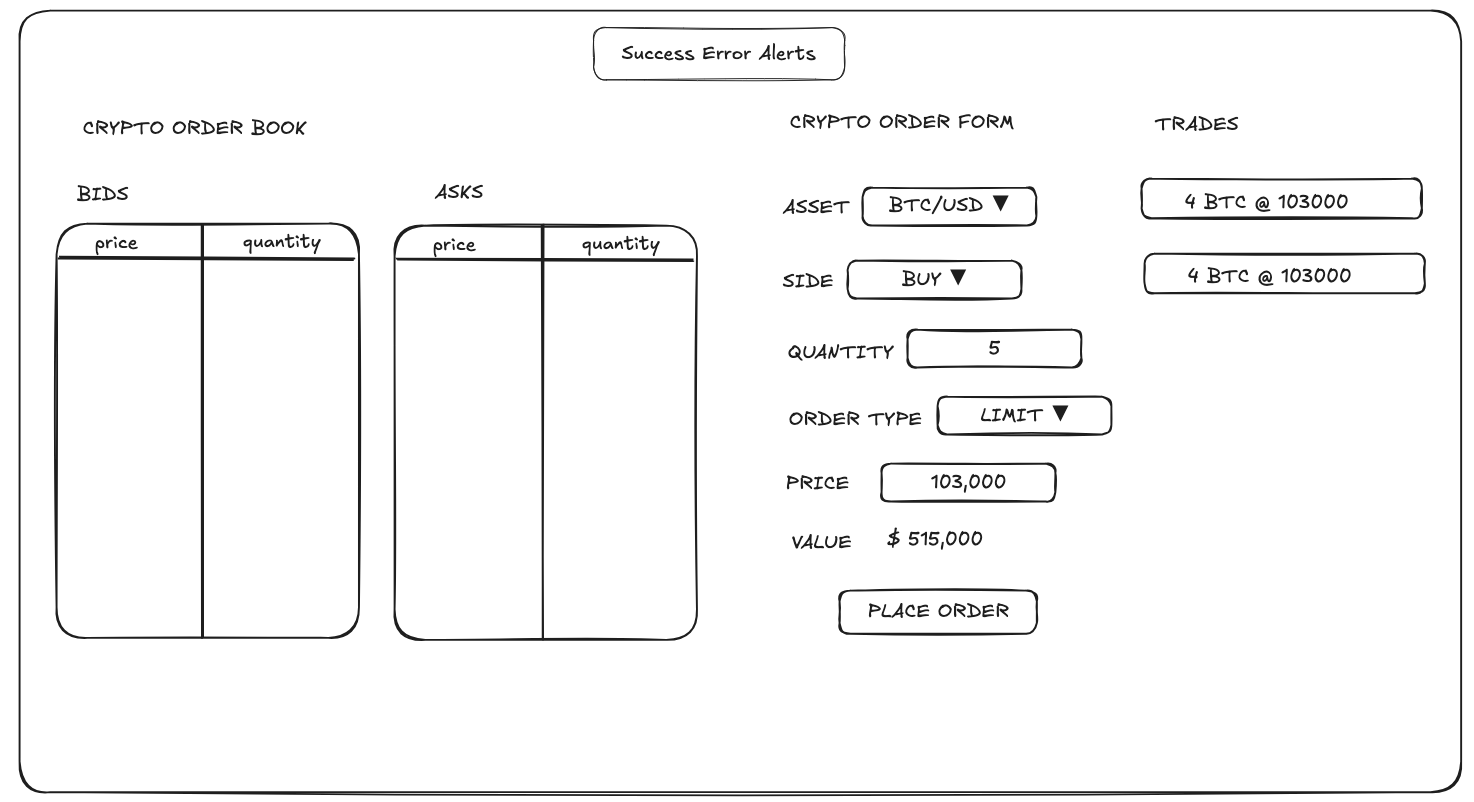 Success Error Alerts
CRYPTO ORDER BOOK
BIDS
price quantity
ASKS
price quantity
CRYPTO ORDER FORM
ASSET BTC/USD ▼
SIDE BUY ▼
QUANTITY 5
ORDER TYPE LIMIT ▼
PRICE 103,000
VALUE $ 515,000
PLACE ORDER
TRADES
4 BTC @ 103000
4 BTC @ 103000